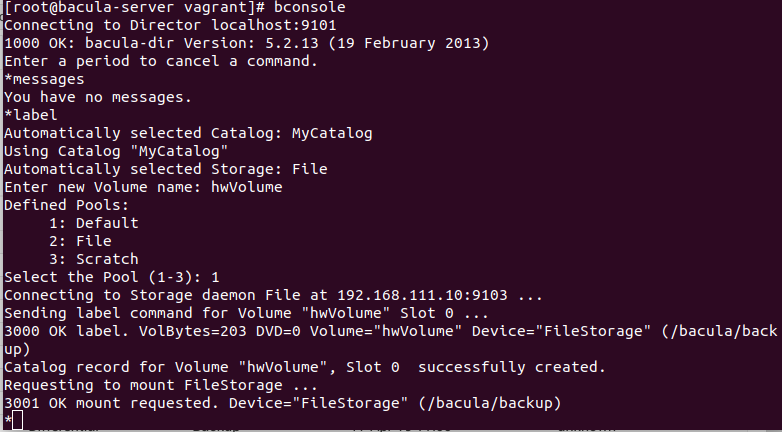 [root@bacula-server vagrant]# bconsole
Connecting to Director localhost:9101
1000 OK: bacula-dir Version: 5.2.13 (19 February 2013)
Enter a period to cancel a command.
*messages
You have no messages.
*label
Automatically selected Catalog: MyCatalog
Using Catalog "MyCatalog"
Automatically selected Storage: File
Enter new Volume name: hwVolume
Defined Pools:
     1: Default
     2: File
     3: Scratch
Select the Pool (1-3): 1
Connecting to Storage daemon File at 192.168.111.10:9103 ...
Sending label command for Volume "hwVolume" Slot 0 ...
3000 OK label. VolBytes=203 DVD=0 Volume="hwVolume" Device="FileStorage" (/bacula/back
up)
Catalog record for Volume "hwVolume", Slot 0  successfully created.
Requesting to mount FileStorage ...
3001 OK mount requested. Device="FileStorage" (/bacula/backup)
*